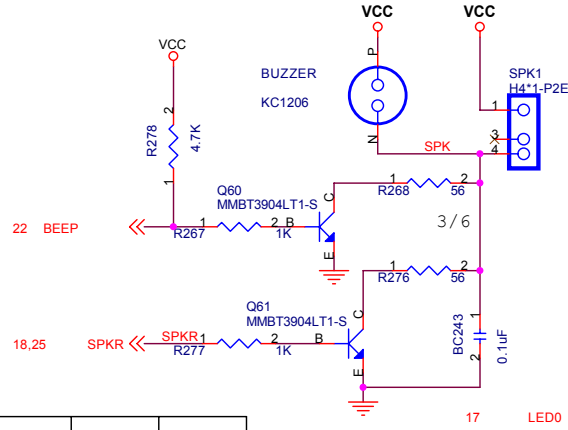 VCC
VCC
VCC
P
BUZZER
KC1206
N
SPK
SPK1
H4*1-P2E
1
3
4
2
R278
4.7K
1
Q60
MMBT3904LT1-S
C
1
R268
2
56
22
BEEP
1
R267
2
1K
B
E
3/6
1
R276
2
56
Q61
MMBT3904LT1-S
C
18,25
SPKR
SPKR
1
R277
2
1K
B
E
1
BC243
0.1uF
2
17
LED0